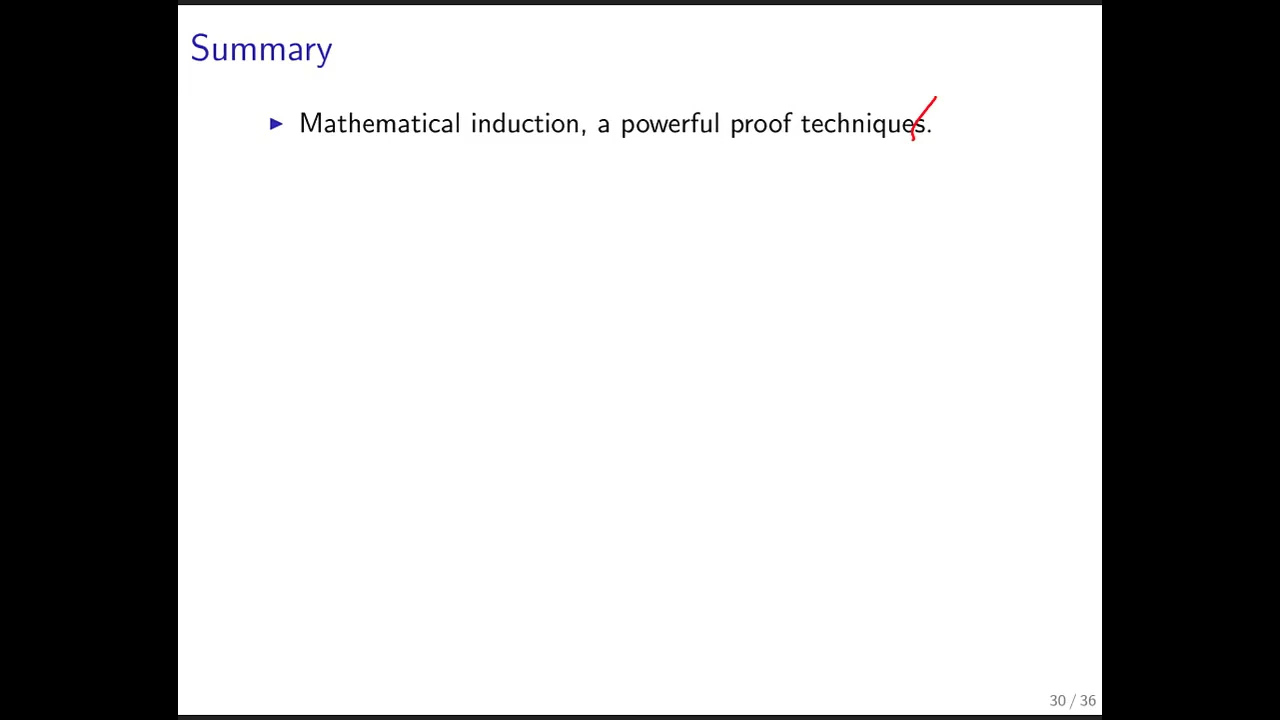 Summary
▶ Mathematical induction, a powerful proof techniques.
30 / 36